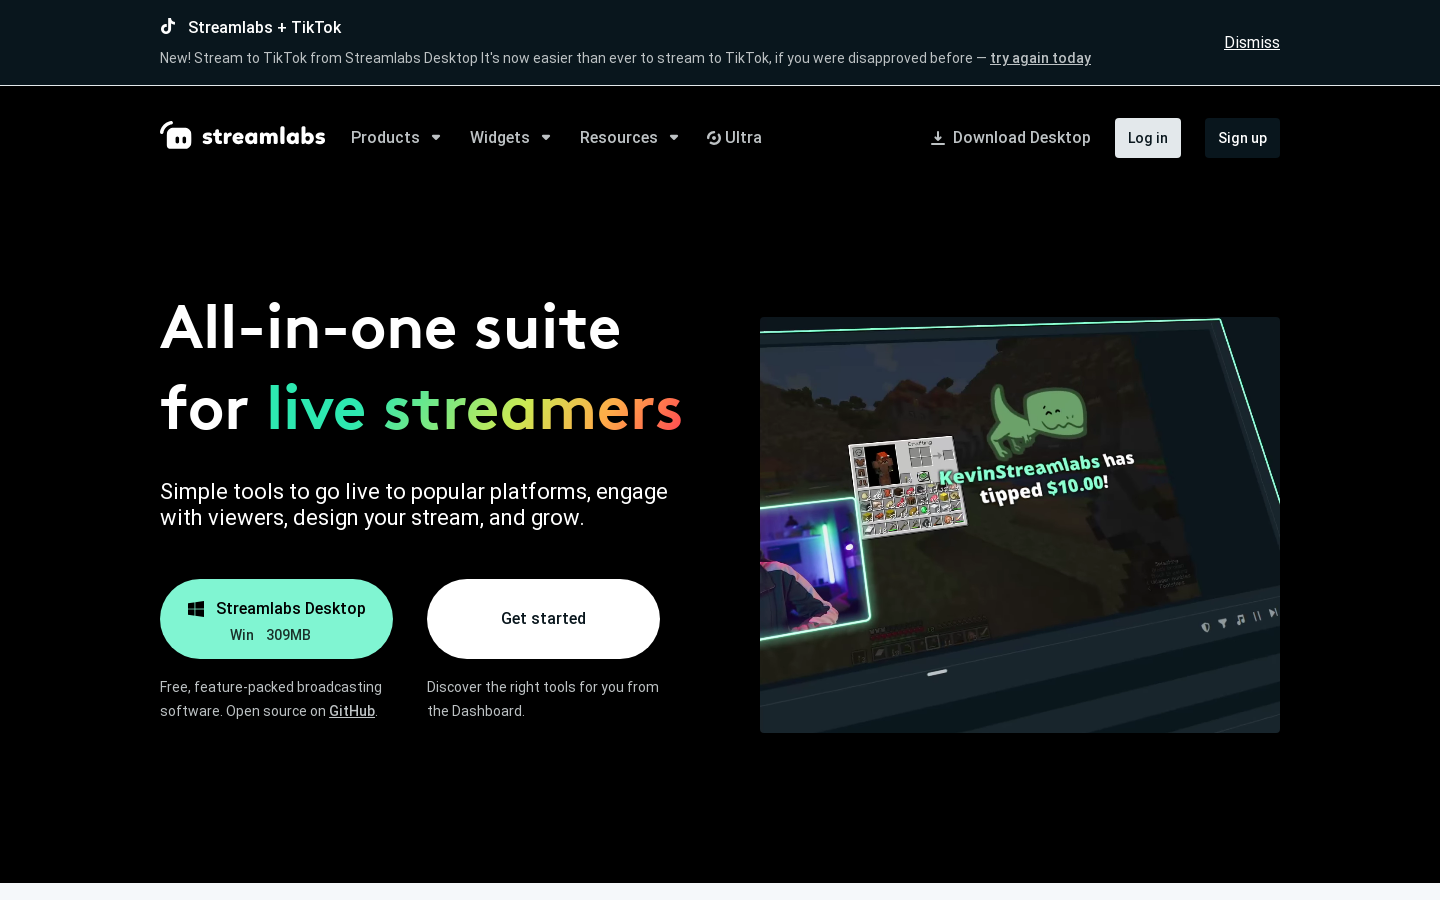 Streamlabs + TikTok
New! Stream to TikTok from Streamlabs Desktop It's now easier than ever to stream to TikTok, if you were disapproved before — try again today
Dismiss
streamlabs
Products
Widgets
Resources
Ultra
Download Desktop
Log in
Sign up
All-in-one suite
for live streamers
Simple tools to go live to popular platforms, engage
with viewers, design your stream, and grow.
Streamlabs Desktop
Win 309MB
Get started
Free, feature-packed broadcasting
software. Open source on GitHub.
Discover the right tools for you from
the Dashboard.
Crafting
KevinStreamlabs has
tipped $10.00!